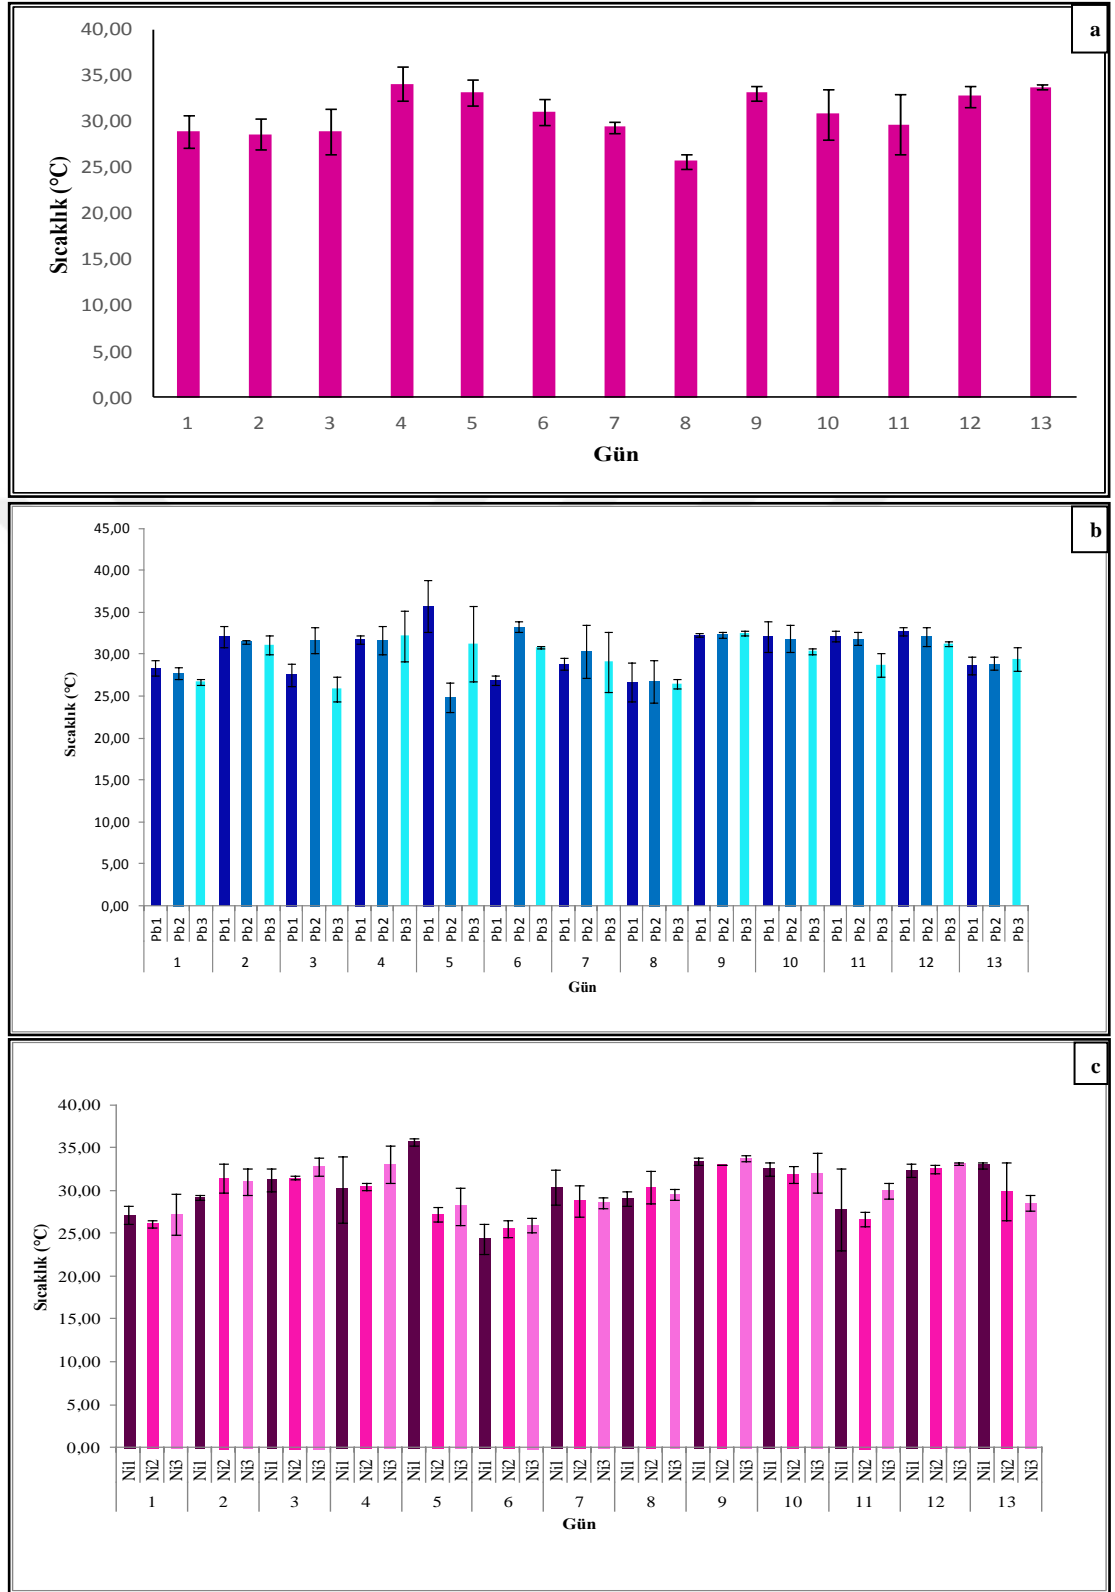 a
40,00
35,00
30,00
25,00
20,00
15,00
10,00
5,00
0,00
Sıcaklık (°C)
1 2 3 4 5 6 7 8 9 10 11 12 13
Gün
b
45,00
40,00
35,00
30,00
25,00
20,00
15,00
10,00
5,00
0,00
Sıcaklık (°C)
Pb1 Pb2 Pb3 Pb1 Pb2 Pb3 Pb1 Pb2 Pb3 Pb1 Pb2 Pb3 Pb1 Pb2 Pb3 Pb1 Pb2 Pb3 Pb1 Pb2 Pb3 Pb1 Pb2 Pb3 Pb1 Pb2 Pb3 Pb1 Pb2 Pb3 Pb1 Pb2 Pb3 Pb1 Pb2 Pb3 Pb1 Pb2 Pb3
1 2 3 4 5 6 7 8 9 10 11 12 13
Gün
c
40,00
35,00
30,00
25,00
20,00
15,00
10,00
5,00
0,00
Sıcaklık (°C)
Ni1 Ni2 Ni3 Ni1 Ni2 Ni3 Ni1 Ni2 Ni3 Ni1 Ni2 Ni3 Ni1 Ni2 Ni3 Ni1 Ni2 Ni3 Ni1 Ni2 Ni3 Ni1 Ni2 Ni3 Ni1 Ni2 Ni3 Ni1 Ni2 Ni3 Ni1 Ni2 Ni3 Ni1 Ni2 Ni3 Ni1 Ni2 Ni3
1 2 3 4 5 6 7 8 9 10 11 12 13
Gün